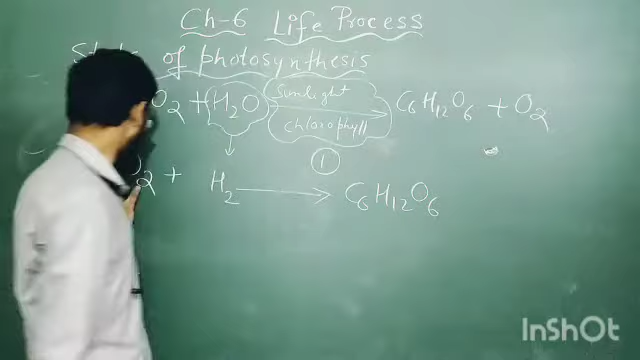 Ch-6 Life Process
of photosynthesis
O2 + H2O Sunlight C6H12O6 + O2
chlorophyll
1
2 + H2 → C6H12O6
InShOt